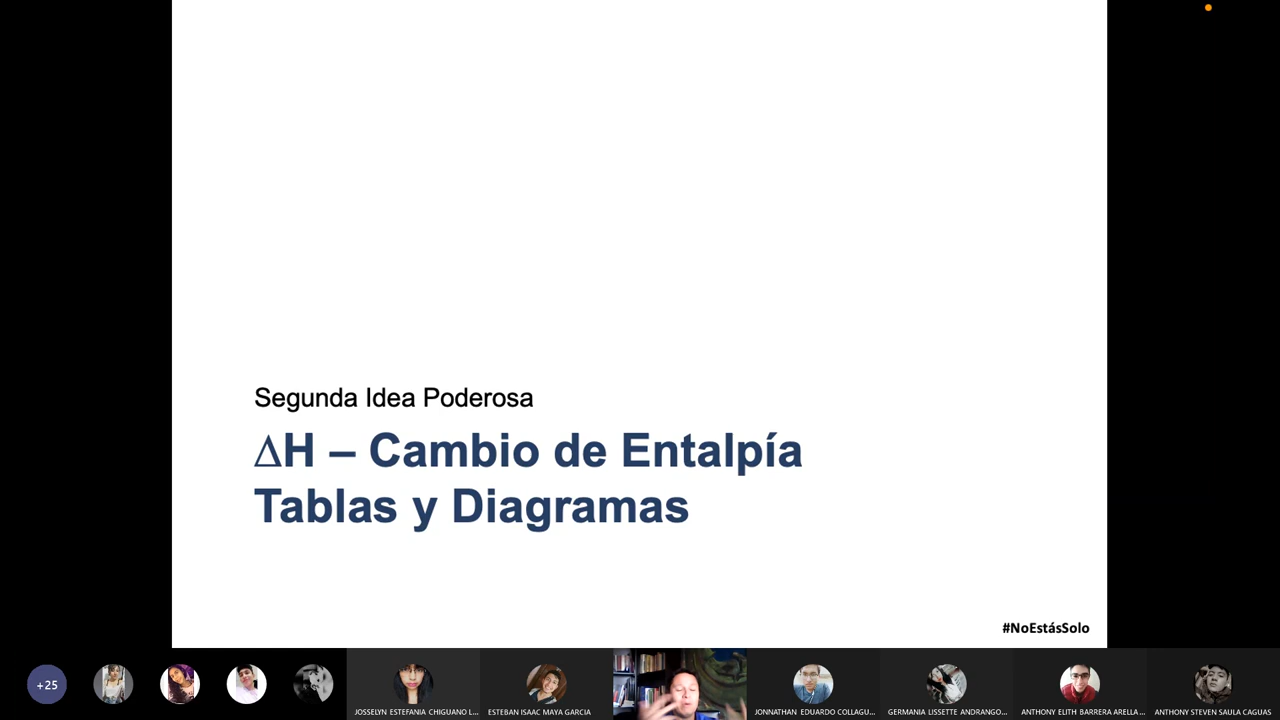 Segunda Idea Poderosa
ΔH – Cambio de Entalpía
Tablas y Diagramas
#NoEstásSolo
+25
JOSSELYN ESTEFANIA CHIGUANO L...
ESTEBAN ISAAC MAYA GARCIA
JONNATHAN EDUARDO COLLAGU...
GERMANIA LISSETTE ANDRANGO...
ANTHONY ELITH BARRERA ARELLA...
ANTHONY STEVEN SAULA CAGUAS